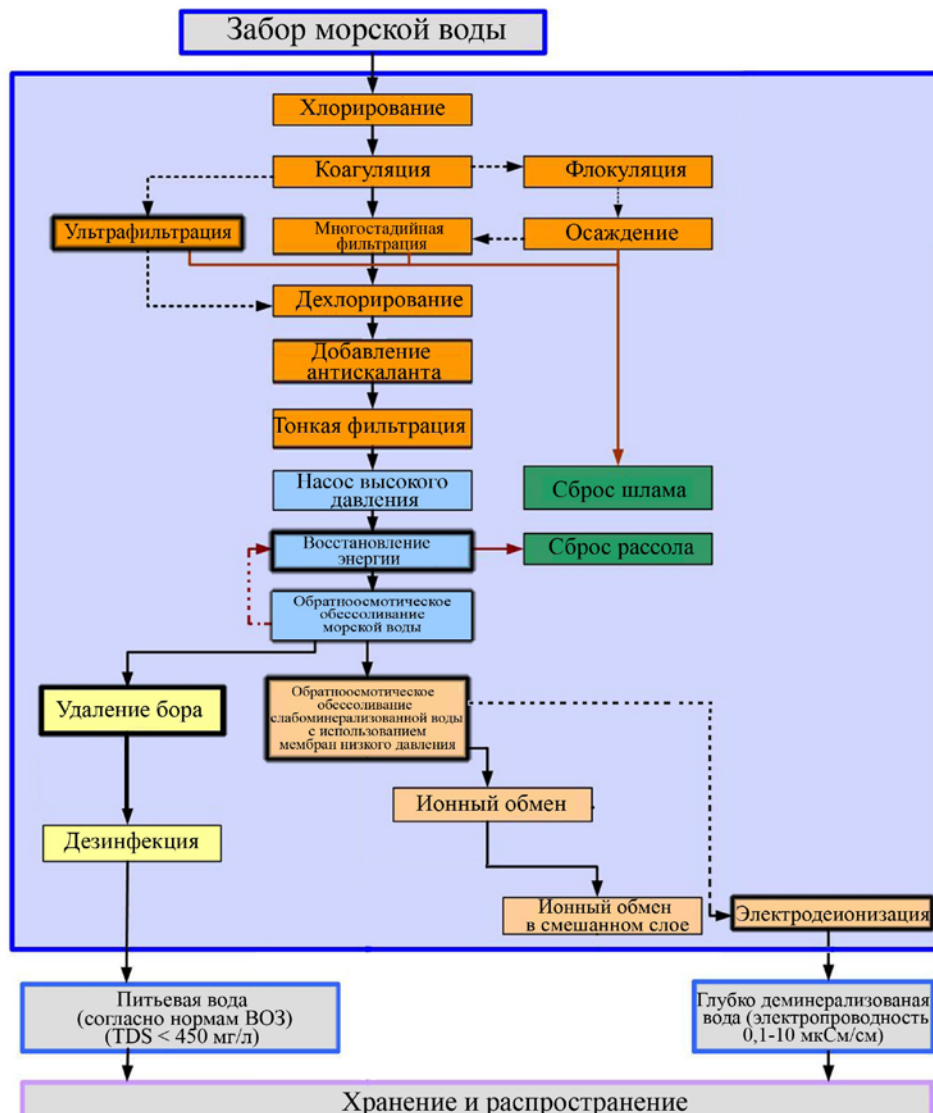 Забор морской воды
Хлорирование
Коагуляция
Флокуляция
Ультрафильтрация
Многостадийная
фильтрация
Осаждение
Дехлорирование
Добавление
антискаланта
Тонкая фильтрация
Насос высокого
давления
Сброс шлама
Восстановление
энергии
Сброс рассола
Обратноосмотическое
обессоливание
морской воды
Удаление бора
Обратноосмотическое
обессоливание
слабоминерализованной воды
с использованием
мембран низкого давления
Ионный обмен
Дезинфекция
Ионный обмен
в смешанном слое
Электродеионизация
Питьевая вода
(согласно нормам ВОЗ)
(TDS < 450 мг/л)
Глубко деминерализованая
вода (электропроводность
0,1-10 мкСм/см)
Хранение и распространение